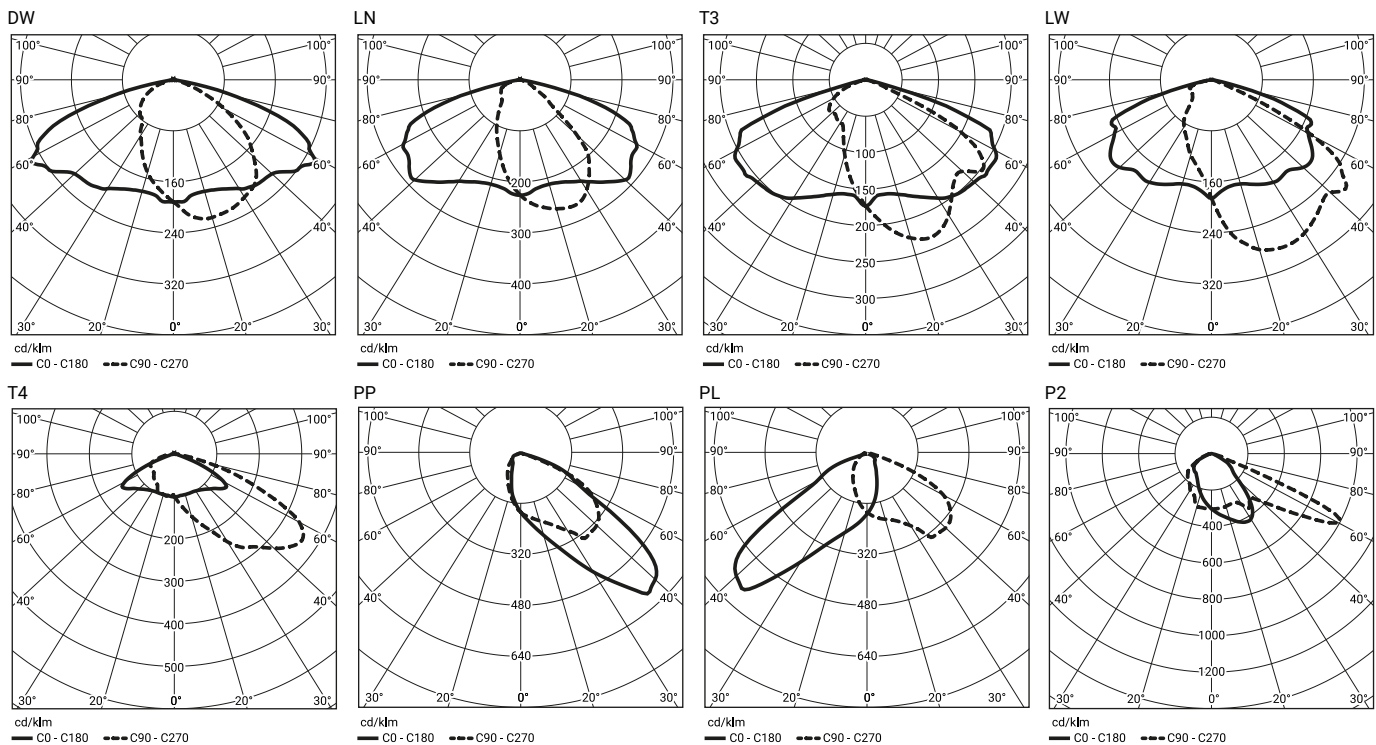 DW
100° 100°
90° 90°
80° 80°
60° 60°
160
40° 240 40°
320
30° 20° 0° 20° 30°
cd/klm
C0 - C180 C90 - C270
LN
100° 100°
90° 90°
80° 80°
60° 60°
200
40° 300 40°
400
30° 20° 0° 20° 30°
cd/klm
C0 - C180 C90 - C270
T3
100° 100°
90° 90°
80° 80°
100
60° 60°
150
200
40° 40°
250
300
30° 20° 0° 20° 30°
cd/klm
C0 - C180 C90 - C270
LW
100° 100°
90° 90°
80° 80°
60° 60°
160
40° 240 40°
320
30° 20° 0° 20° 30°
cd/klm
C0 - C180 C90 - C270
T4
100° 100°
90° 90°
80° 80°
60° 200 60°
300
40° 40°
400
500
30° 20° 0° 20° 30°
cd/klm
C0 - C180 C90 - C270
PP
100° 100°
90° 90°
80° 80°
60° 60°
320
40° 480 40°
640
30° 20° 0° 20° 30°
cd/klm
C0 - C180 C90 - C270
PL
100° 100°
90° 90°
80° 80°
60° 60°
320
40° 480 40°
640
30° 20° 0° 20° 30°
cd/klm
C0 - C180 C90 - C270
P2
100° 100°
90° 90°
80° 80°
400
60° 60°
600
40° 800 40°
1000
1200
30° 20° 0° 20° 30°
cd/klm
C0 - C180 C90 - C270